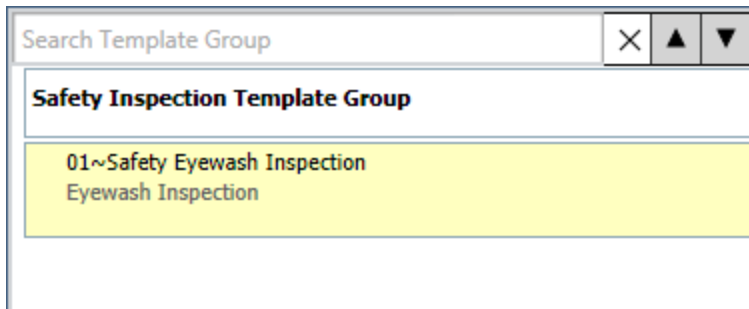 Search Template Group
Safety Inspection Template Group
01~Safety Eyewash Inspection
Eyewash Inspection